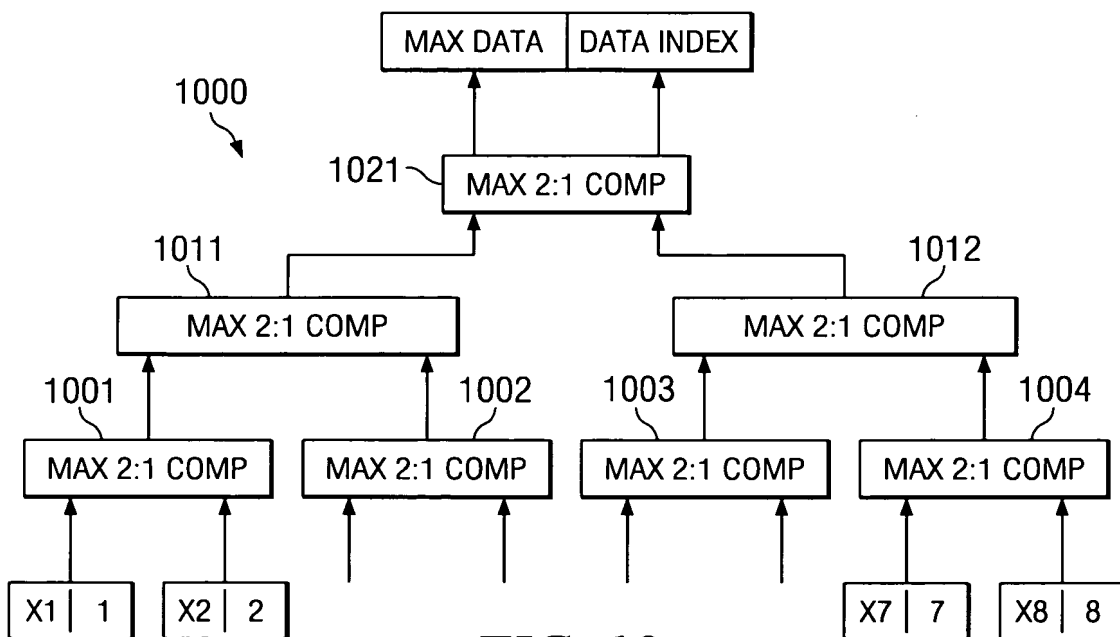 MAX DATA DATA INDEX
1000
1021 MAX 2:1 COMP
1011 1012
MAX 2:1 COMP MAX 2:1 COMP
1001 1002 1003 1004
MAX 2:1 COMP MAX 2:1 COMP MAX 2:1 COMP MAX 2:1 COMP
X1 1 X2 2 X7 7 X8 8